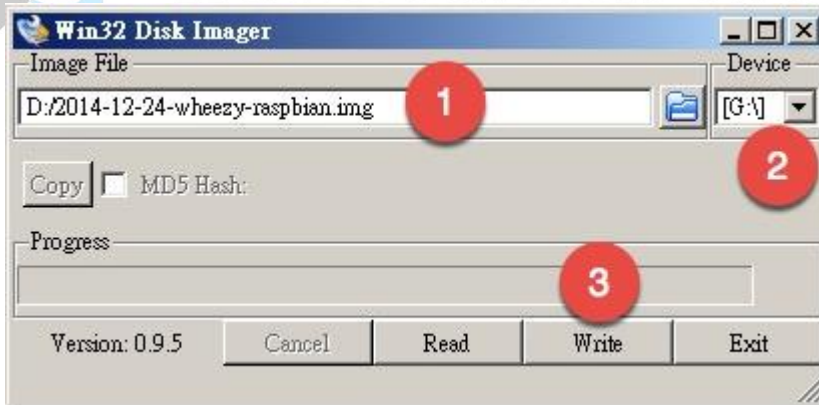 Win32 Disk Imager
Image File
Device
D:/2014-12-24-wheezy-raspbian.img
1
[G:\]
2
Copy
MD5 Hash:
Progress
3
Version: 0.9.5
Cancel
Read
Write
Exit